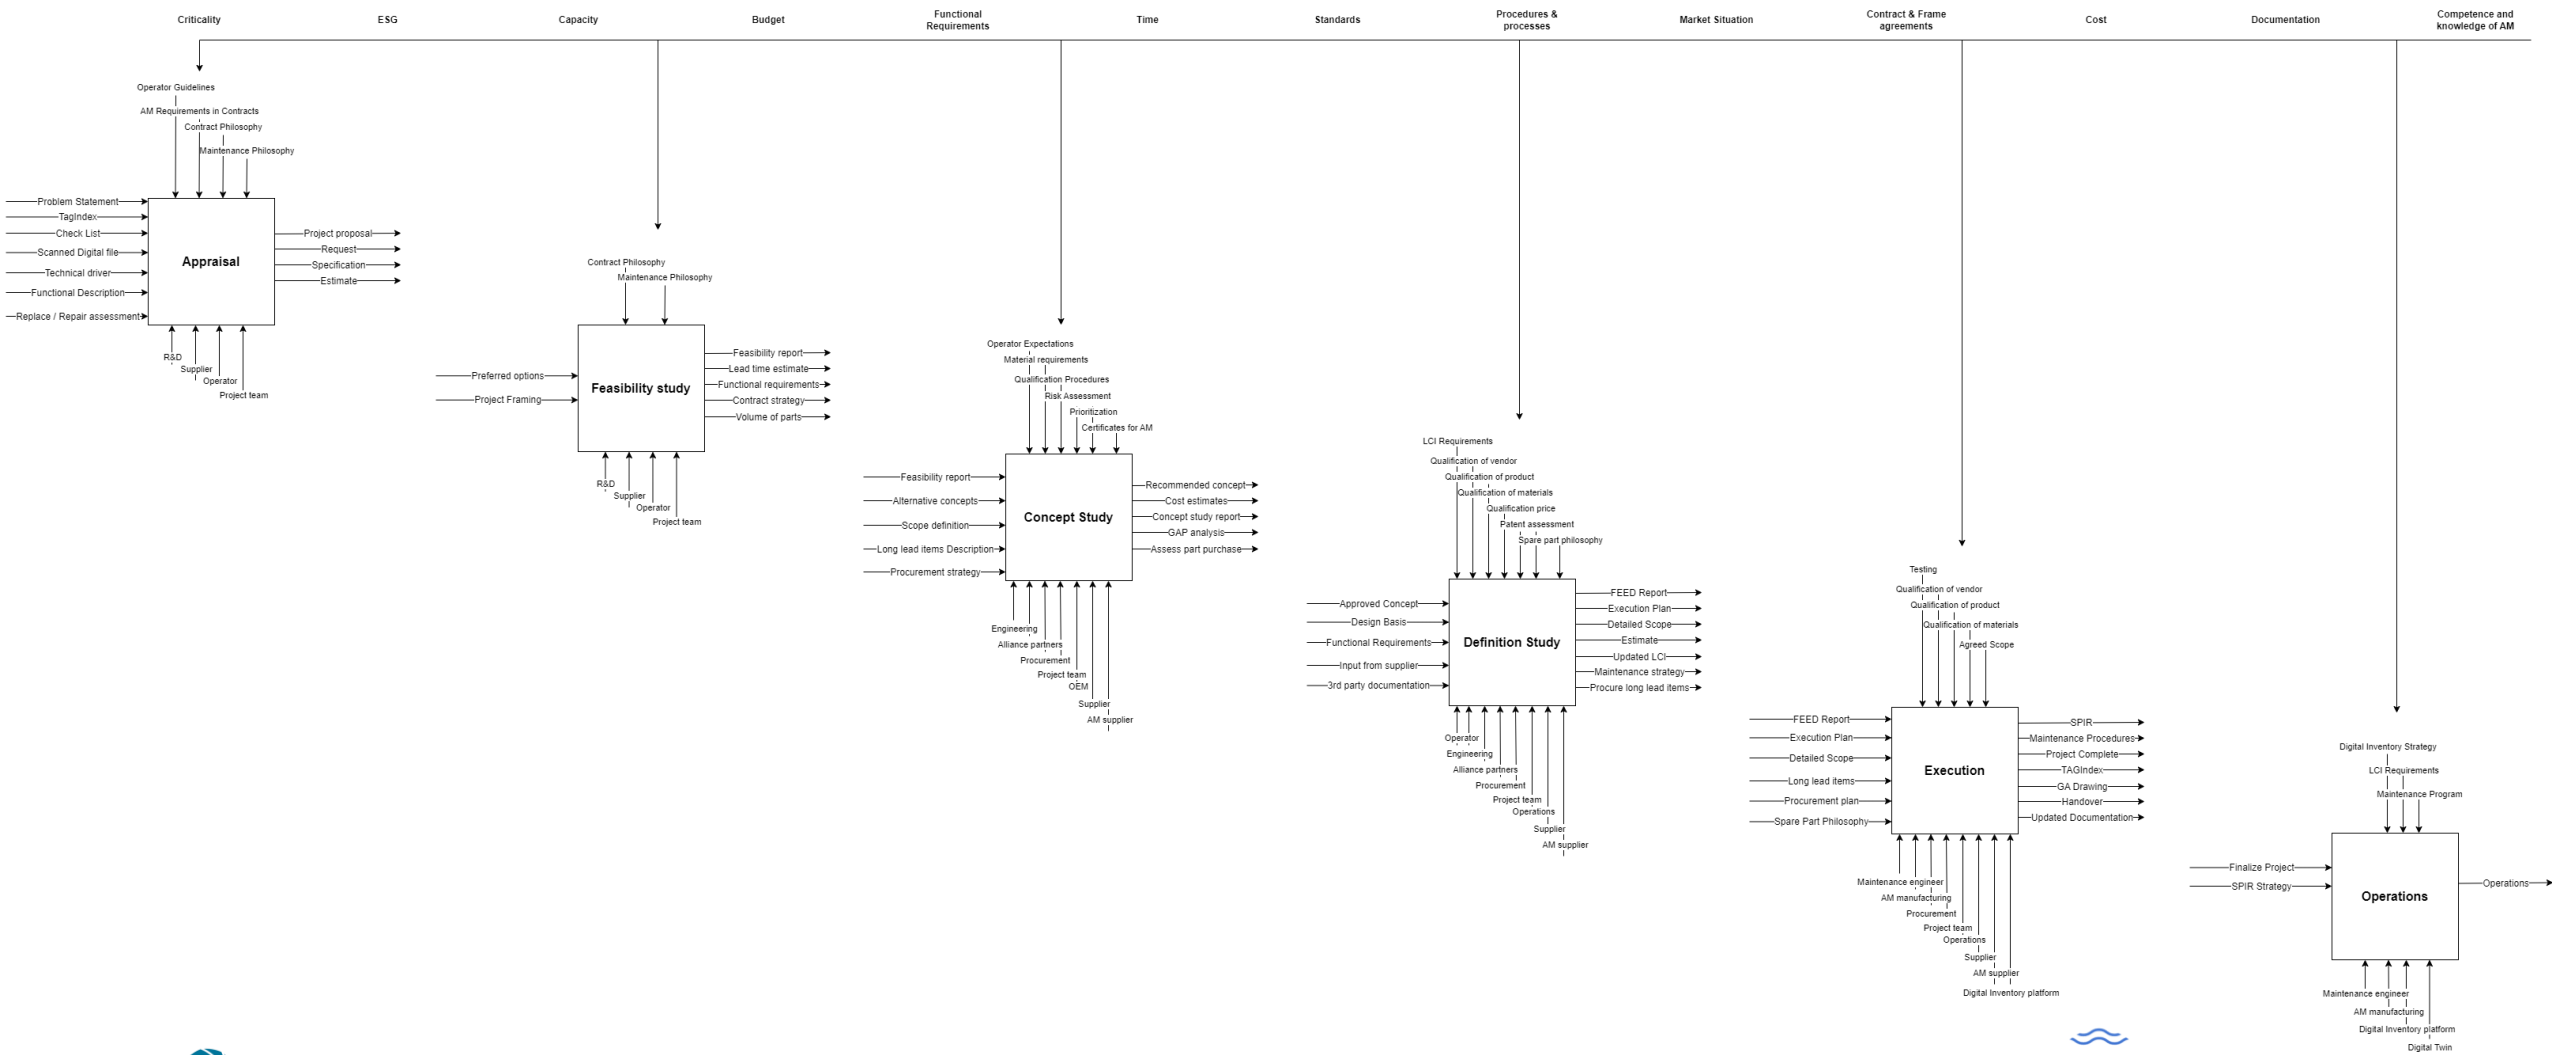 Criticality
ESG
Capacity
Budget
Functional
Requirements
Time
Standards
Procedures &
processes
Market Situation
Contract & Frame
agreements
Cost
Documentation
Competence and
knowledge of AM
Operator Guidelines
AM Requirements in Contracts
Contract Philosophy
Maintenance Philosophy
Problem Statement
TagIndex
Check List
Scanned Digital file
Technical driver
Functional Description
Replace / Repair assessment
Appraisal
Project proposal
Request
Specification
Estimate
R&D
Supplier
Operator
Project team
Contract Philosophy
Maintenance Philosophy
Preferred options
Project Framing
Feasibility study
Feasibility report
Lead time estimate
Functional requirements
Contract strategy
Volume of parts
R&D
Supplier
Operator
Project team
Operator Expectations
Material requirements
Qualification Procedures
Risk Assessment
Prioritization
Certificates for AM
Feasibility report
Alternative concepts
Scope definition
Long lead items Description
Procurement strategy
Concept Study
Recommended concept
Cost estimates
Concept study report
GAP analysis
Assess part purchase
Engineering
Alliance partners
Procurement
Project team
OEM
Supplier
AM supplier
LCI Requirements
Qualification of vendor
Qualification of product
Qualification of materials
Qualification price
Patent assessment
Spare part philosophy
Approved Concept
Design Basis
Functional Requirements
Input from supplier
3rd party documentation
Definition Study
FEED Report
Execution Plan
Detailed Scope
Estimate
Updated LCI
Maintenance strategy
Procure long lead items
Operator
Engineering
Alliance partners
Procurement
Project team
Operations
Supplier
AM supplier
Testing
Qualification of vendor
Qualification of product
Qualification of materials
Agreed Scope
FEED Report
Execution Plan
Detailed Scope
Long lead items
Procurement plan
Spare Part Philosophy
Execution
SPIR
Maintenance Procedures
Project Complete
TAGIndex
GA Drawing
Handover
Updated Documentation
Maintenance engineer
AM manufacturing
Procurement
Project team
Operations
Supplier
AM supplier
Digital Inventory platform
Digital Inventory Strategy
LCI Requirements
Maintenance Program
Finalize Project
SPIR Strategy
Operations
Operations
Maintenance engineer
AM manufacturing
Digital Inventory platform
Digital Twin